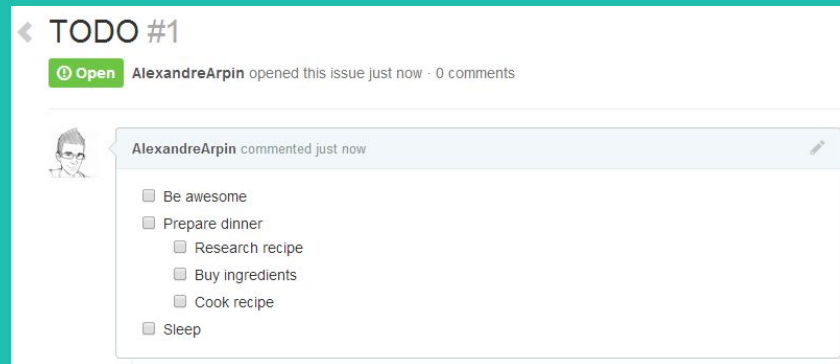 TODO #1
Open AlexandreArpin opened this issue just now · 0 comments
AlexandreArpin commented just now
Be awesome
Prepare dinner
Research recipe
Buy ingredients
Cook recipe
Sleep